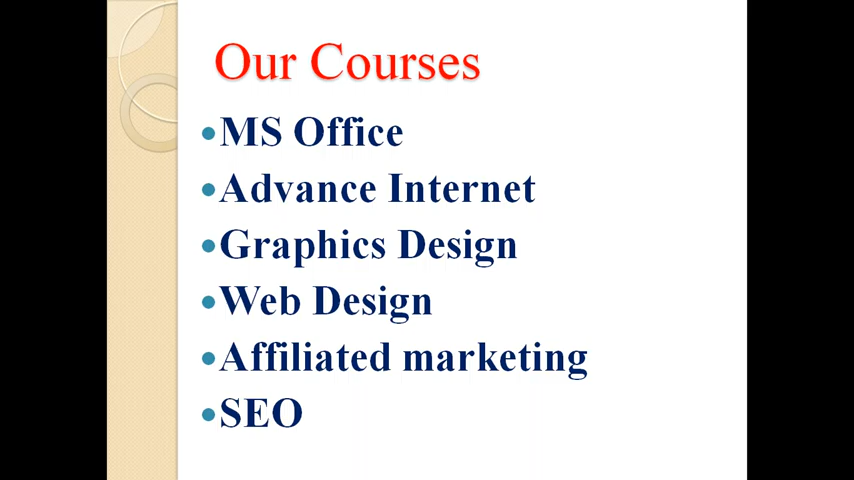 Our Courses
MS Office
Advance Internet
Graphics Design
Web Design
Affiliated marketing
SEO